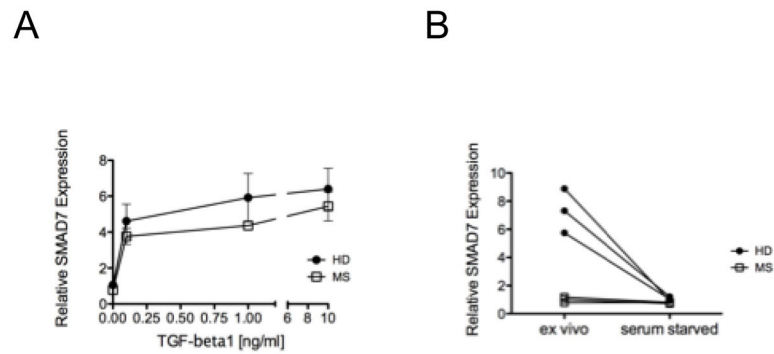 A
Relative SMAD7 Expression
8
6
4
2
0
0.00 0.25 0.50 0.75 1.00 6 8 10
TGF-beta1 [ng/ml]
HD
MS
B
Relative SMAD7 Expression
10
8
6
4
2
0
ex vivo serum starved
HD
MS